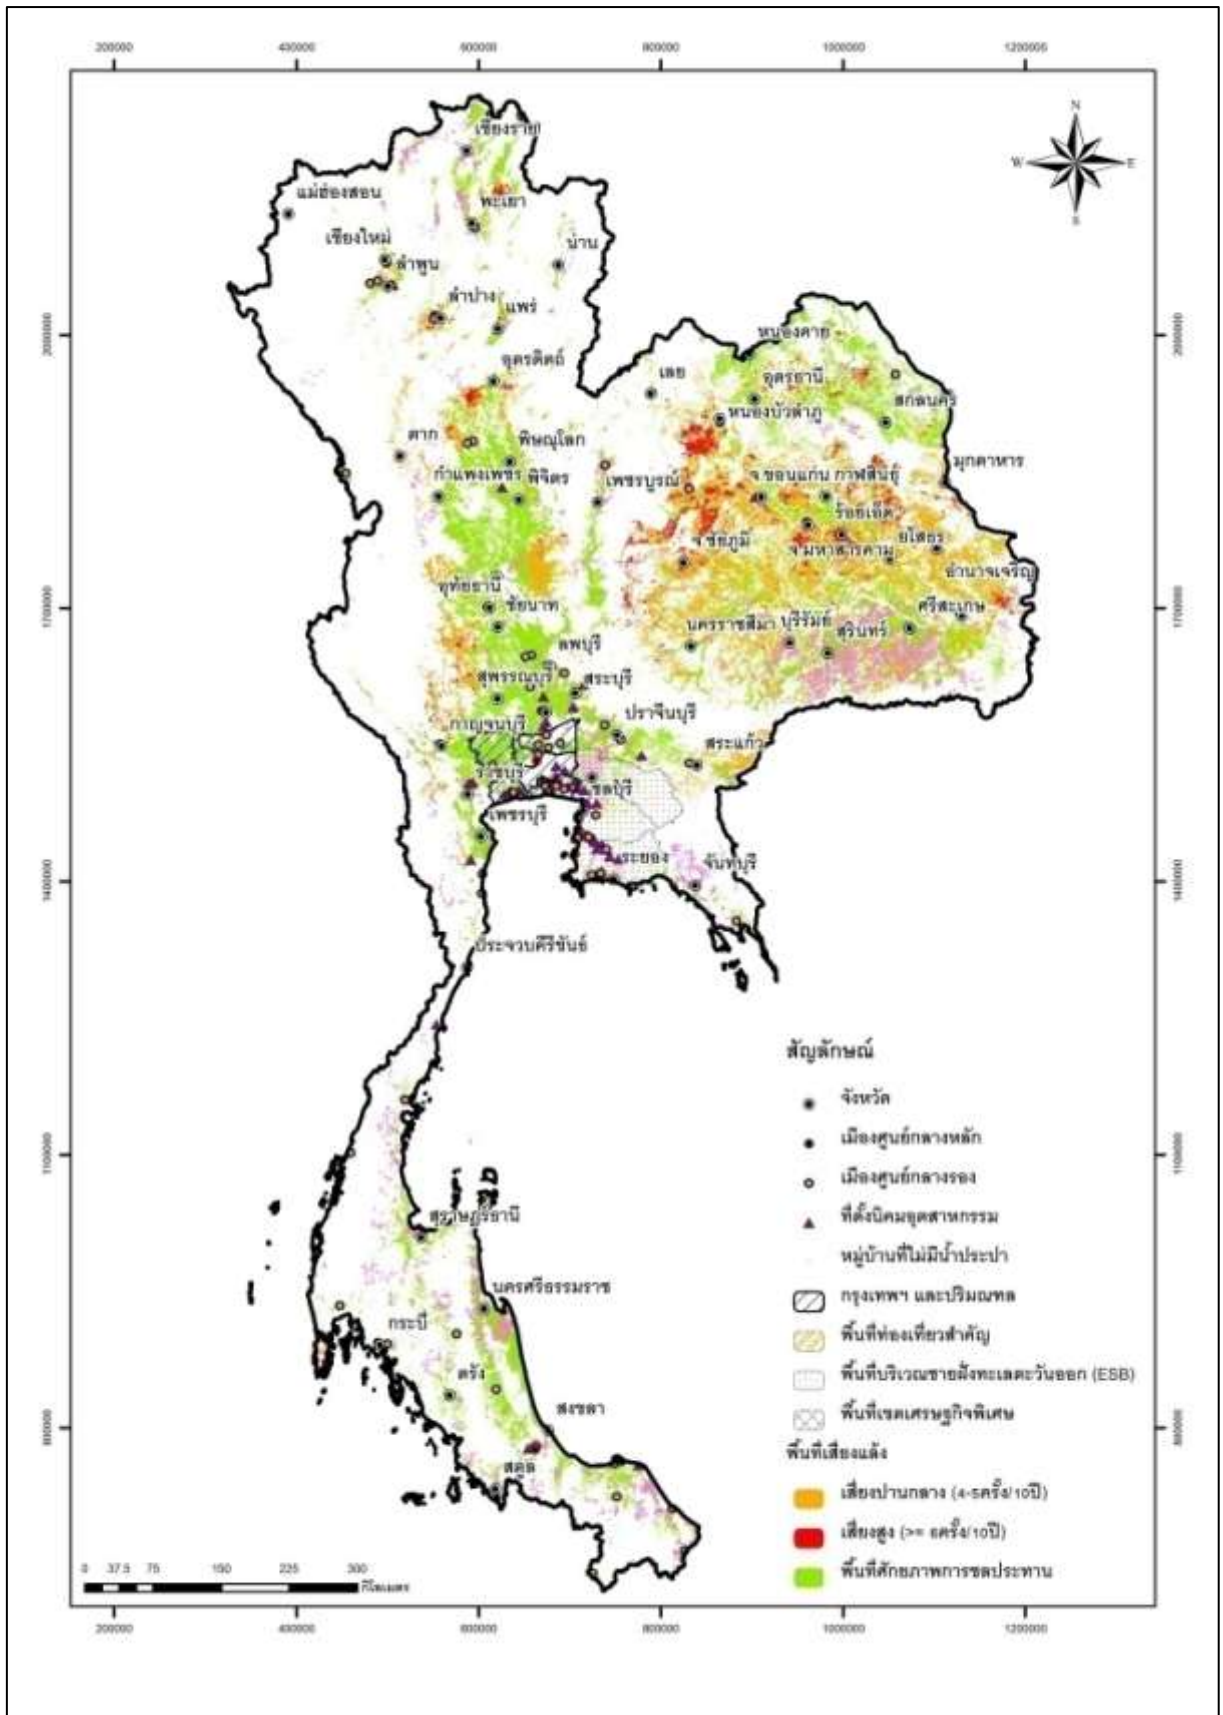 200000 400000 600000 800000 1000000 1200000
N
W E
S
เชียงราย
แม่ฮ่องสอน
พะเยา
เชียงใหม่
น่าน
ลำพูน
ลำปาง
แพร่
2000000 2000000
หนองคาย
อุตรดิตถ์
เลย
อุดรธานี
สกลนคร
หนองบัวลำภู
ตาก
พิษณุโลก
มุกดาหาร
กำแพงเพชร พิจิตร
เพชรบูรณ์
จ.ขอนแก่น กาฬสินธุ์
ร้อยเอ็ด
จ.ชัยภูมิ
จ.มหาสารคาม
ยโสธร
อำนาจเจริญ
อุทัยธานี
ชัยนาท
1700000 1700000
ศรีสะเกษ
นครราชสีมา บุรีรัมย์
สุรินทร์
ลพบุรี
สุพรรณบุรี
สระบุรี
ปราจีนบุรี
กาญจนบุรี
สระแก้ว
ราชบุรี
ชลบุรี
เพชรบุรี
ระยอง
จันทบุรี
1400000 1400000
ประจวบคีรีขันธ์
สัญลักษณ์
จังหวัด
เมืองศูนย์กลางหลัก
1100000 1100000
เมืองศูนย์กลางรอง
สุราษฎร์ธานี
ที่ตั้งนิคมอุตสาหกรรม
หมู่บ้านที่ไม่มีน้ำประปา
นครศรีธรรมราช
กรุงเทพฯ และปริมณฑล
กระบี่
พื้นที่ท่องเที่ยวสำคัญ
ตรัง
พื้นที่บริเวณชายฝั่งทะเลตะวันออก (ESB)
สงขลา
พื้นที่เขตเศรษฐกิจพิเศษ
800000 800000
พื้นที่เสี่ยงแล้ง
สตูล
เสี่ยงปานกลาง (4-5ครั้ง/10ปี)
เสี่ยงสูง (>= 6ครั้ง/10ปี)
พื้นที่ศักยภาพการชลประทาน
0 37.5 75 150 225 300
กิโลเมตร
200000 400000 600000 800000 1000000 1200000